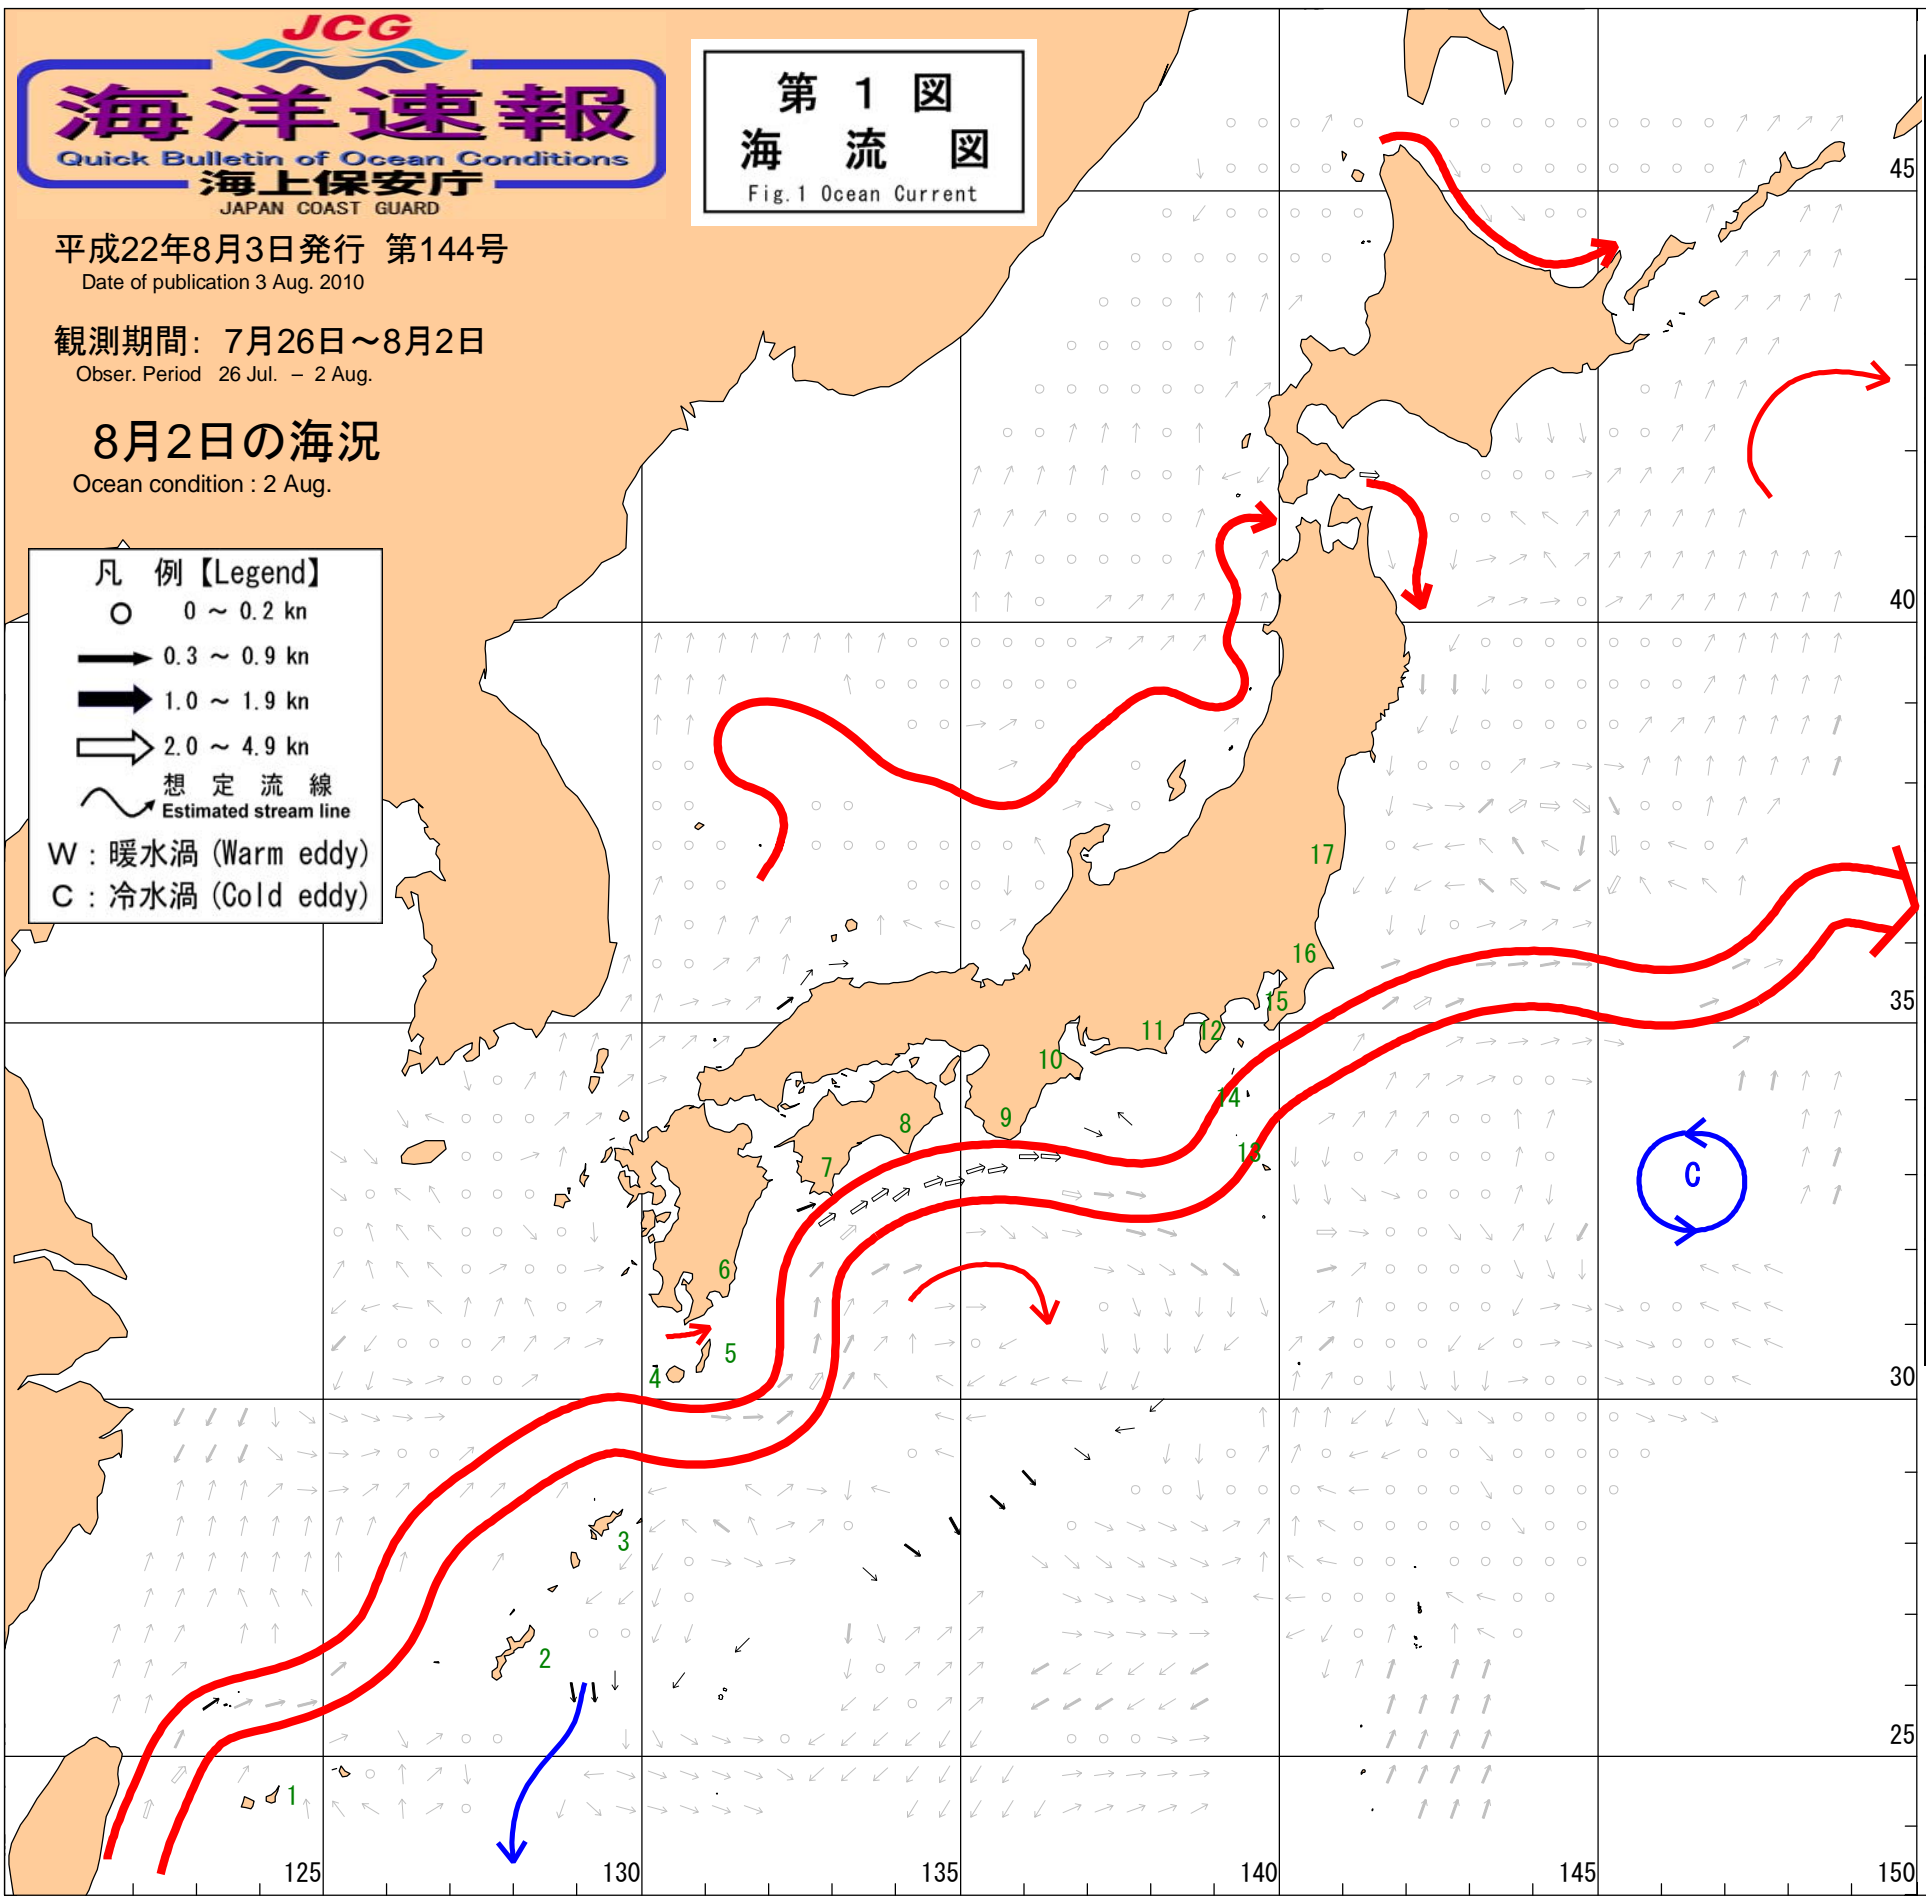 JCG
海洋速報
Quick Bulletin of Ocean Conditions
海上保安庁
JAPAN COAST GUARD
第 1 図
海 流 図
Fig.1 Ocean Current
平成22年8月3日発行 第144号
Date of publication 3 Aug. 2010
観測期間: 7月26日～8月2日
Obser. Period 26 Jul. – 2 Aug.
8月2日の海況
Ocean condition : 2 Aug.
凡 例【Legend】
0 ～ 0.2 kn
0.3 ～ 0.9 kn
1.0 ～ 1.9 kn
2.0 ～ 4.9 kn
想 定 流 線
Estimated stream line
W : 暖水渦 (Warm eddy)
C : 冷水渦 (Cold eddy)
45
40
17
16
35
15
12
11
10
14
9
8
13
7
C
6
5
4
30
3
2
25
1
125
130
135
140
145
150